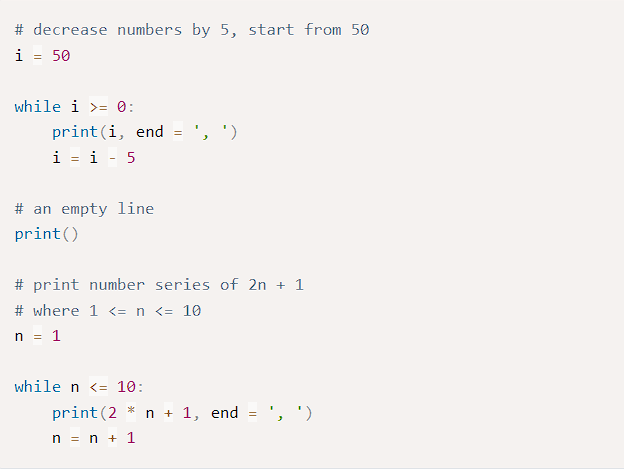 # decrease numbers by 5, start from 50
i = 50

while i >= 0:
    print(i, end = ', ')
    i = i - 5

# an empty line
print()

# print number series of 2n + 1
# where 1 <= n <= 10
n = 1

while n <= 10:
    print(2 * n + 1, end = ', ')
    n = n + 1